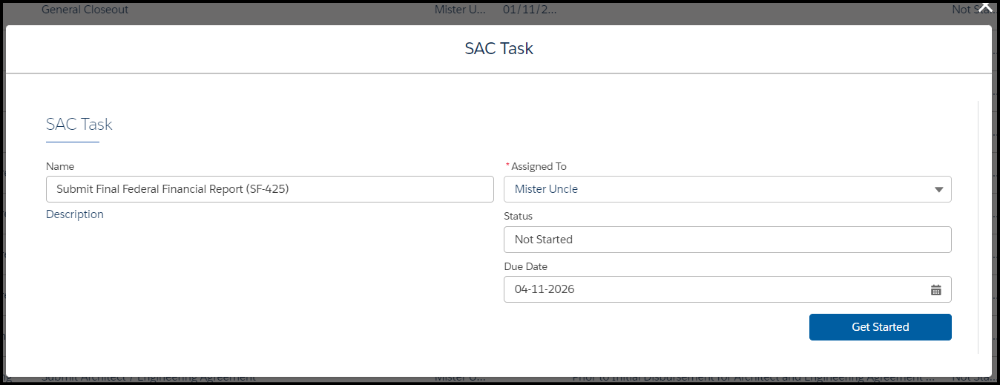 General Closeout Mister U... 01/11/2... Not Sta...
SAC Task
SAC Task
Name
Submit Final Federal Financial Report (SF-425)
Description
* Assigned To
Mister Uncle
Status
Not Started
Due Date
04-11-2026
Get Started
Submit Architect / Engineering Agreement Mister U... Prior to Initial Disbursement for Architect and Engineering Agreement ... Not Sta...